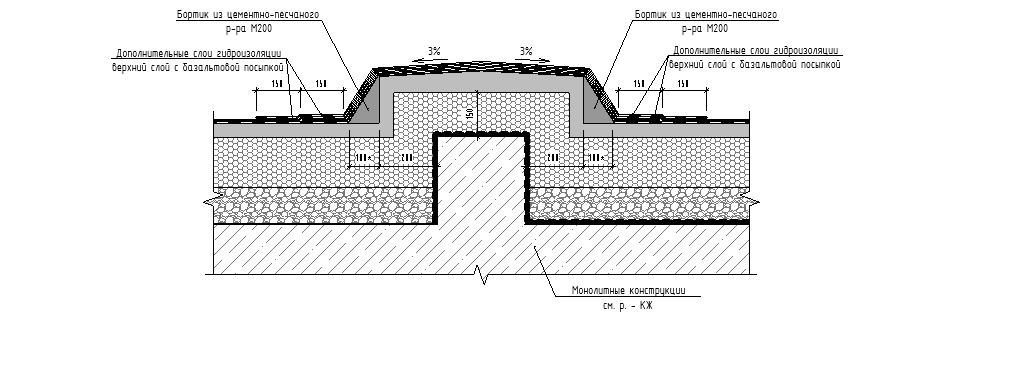 Бортик из цементно-песчаного
р-ра М200
Бортик из цементно-песчаного
р-ра М200
Дополнительные слои гидроизоляции
верхний слой с базальтовой посыпкой
3%
3%
Дополнительные слои гидроизоляции
верхний слой с базальтовой посыпкой
150
150
150
150
150
100*
200
200
100*
Монолитные конструкции
см. р. - КЖ